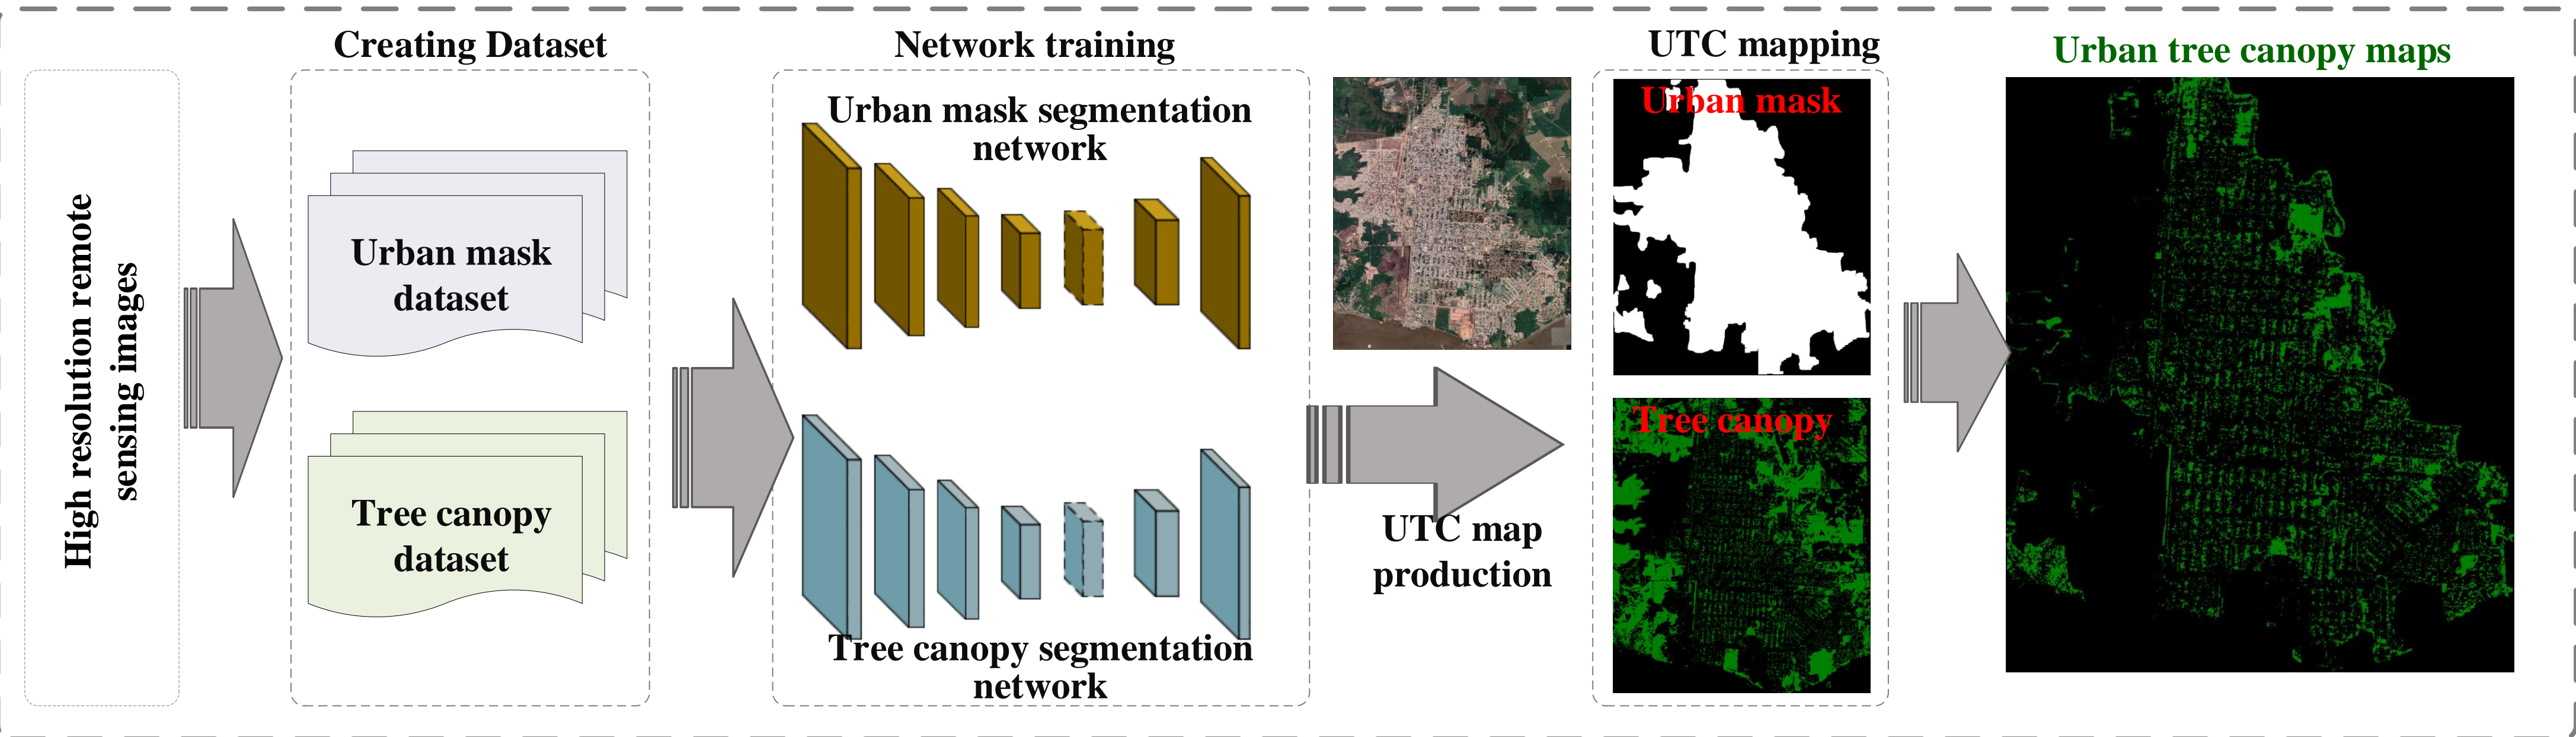 High resolution remote
sensing images
Creating Dataset
Urban mask
dataset
Tree canopy
dataset
Network training
Urban mask segmentation
network
Tree canopy segmentation
network
UTC map
production
UTC mapping
Urban mask
Tree canopy
Urban tree canopy maps